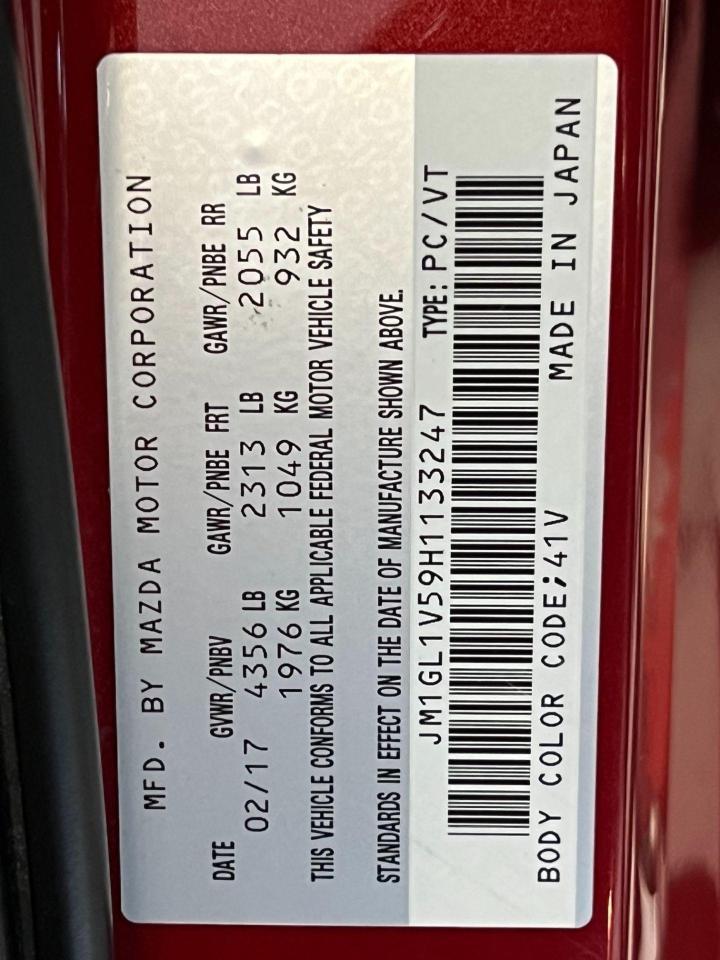 MFD. BY MAZDA MOTOR CORPORATION
DATE GVWR/PNBV GAWR/PNBE FRT GAWR/PNBE RR
02/17 4356 LB 2313 LB 2055 LB
1976 KG 1049 KG 932 KG
THIS VEHICLE CONFORMS TO ALL APPLICABLE FEDERAL MOTOR VEHICLE SAFETY
STANDARDS IN EFFECT ON THE DATE OF MANUFACTURE SHOWN ABOVE.
JM1GL1V59H1133247 TYPE: PC/VT
BODY COLOR CODE;41V MADE IN JAPAN